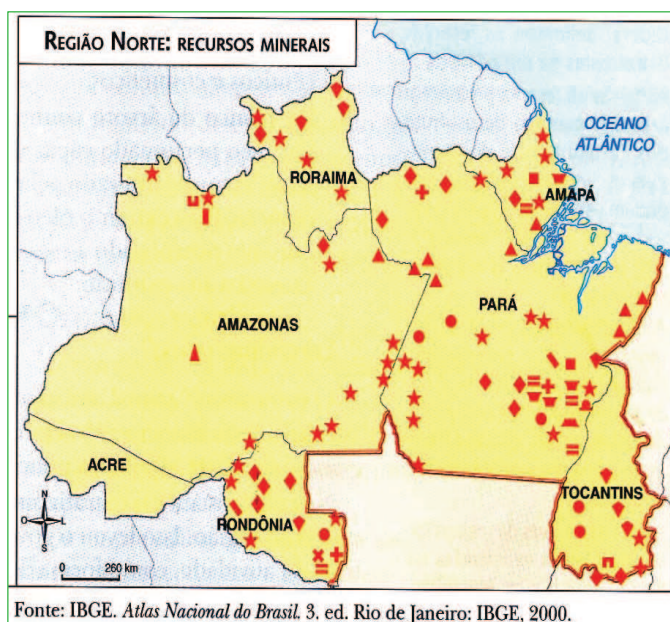 REGIÃO NORTE: RECURSOS MINERAIS
OCEANO
ATLÂNTICO
RORAIMA
AMAPÁ
AMAZONAS
PARÁ
ACRE
RONDÔNIA
TOCANTINS
N
O
L
S
0 260 km
Fonte: IBGE. Atlas Nacional do Brasil. 3. ed. Rio de Janeiro: IBGE, 2000.